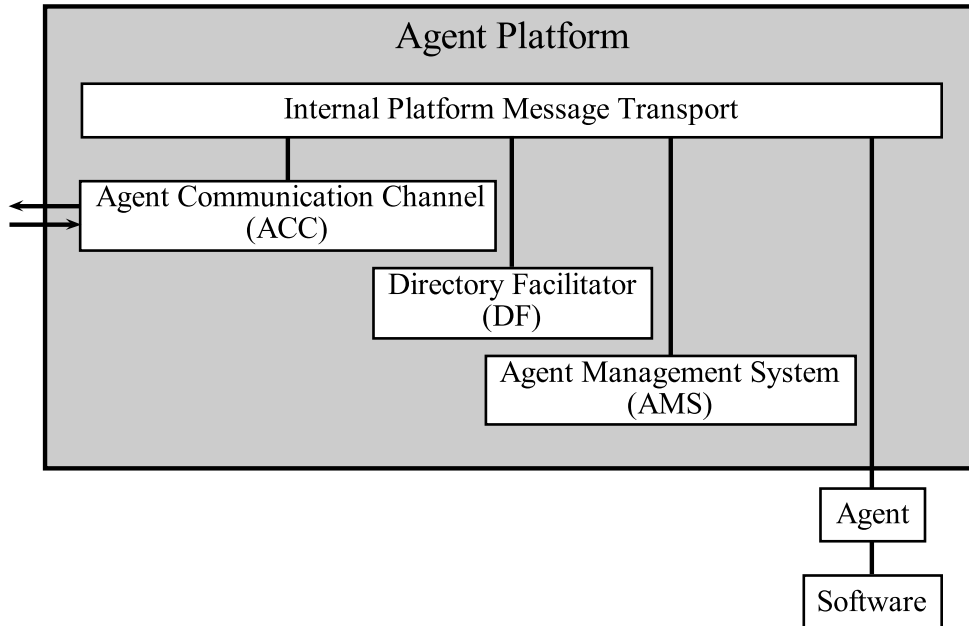 Agent Platform
Internal Platform Message Transport
Agent Communication Channel
(ACC)
Directory Facilitator
(DF)
Agent Management System
(AMS)
Agent
Software